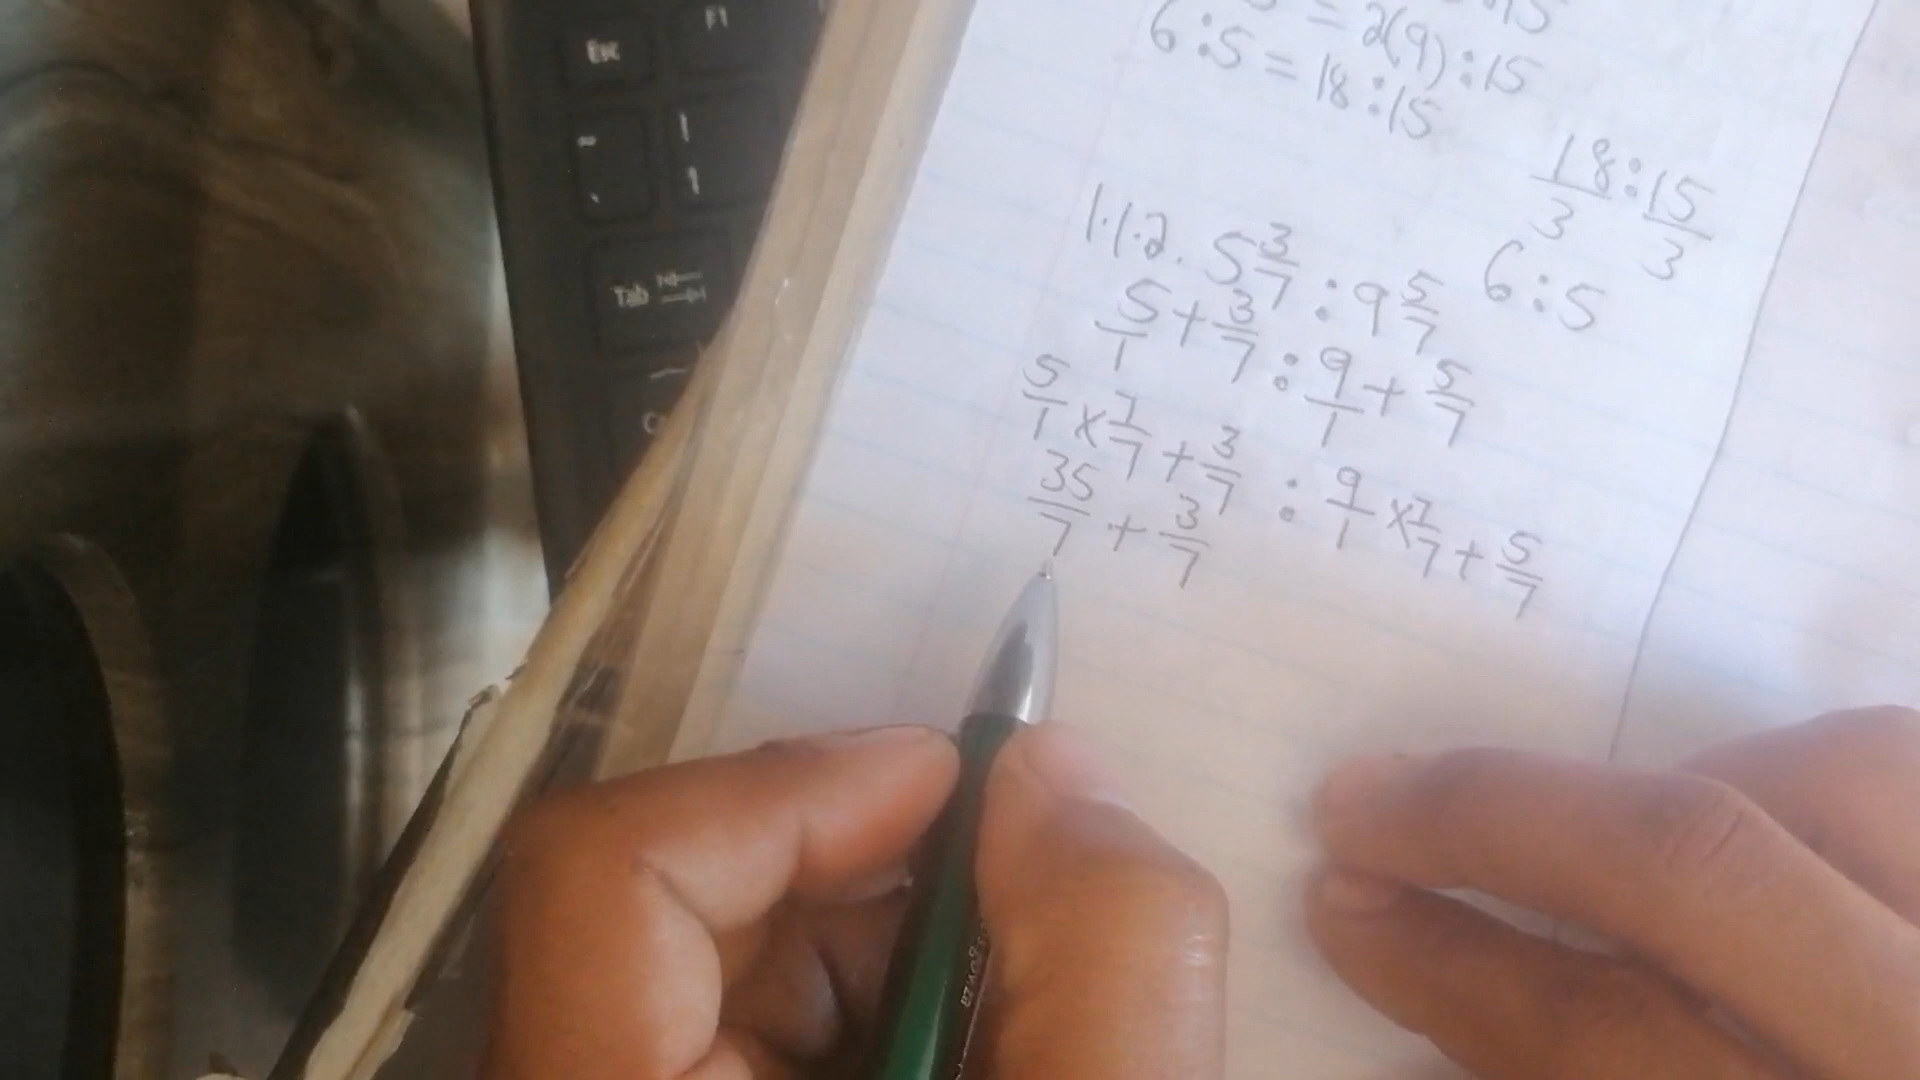 :15
= 2(9):15
6:5 = 18:15
18/3 : 15/3
6:5
1.1.2. 5 3/7 : 9 5/7
5/1 + 3/7 : 9/1 + 5/7
5/1 × 7/7 + 3/7 : 9/1 × 7/7 + 5/7
35/7 + 3/7
Esc
F1
~
!
1
Tab